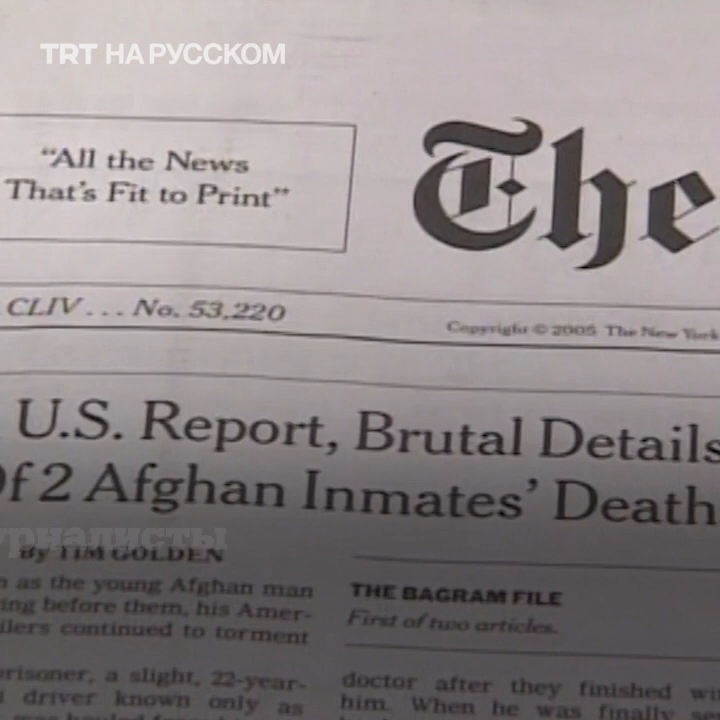 TRT НА РУССКОМ
"All the News
That's Fit to Print"
The
CLIV . . . No. 53,220
Copyright © 2005 The New York
U.S. Report, Brutal Details
Of 2 Afghan Inmates' Death
журналисты
By TIM GOLDEN
as the young Afghan man
before them, his Amer-
continued to torment
THE BAGRAM FILE
First of two articles.
a slight, 22-year-
driver known only as
doctor after they finished
him. When he was finally